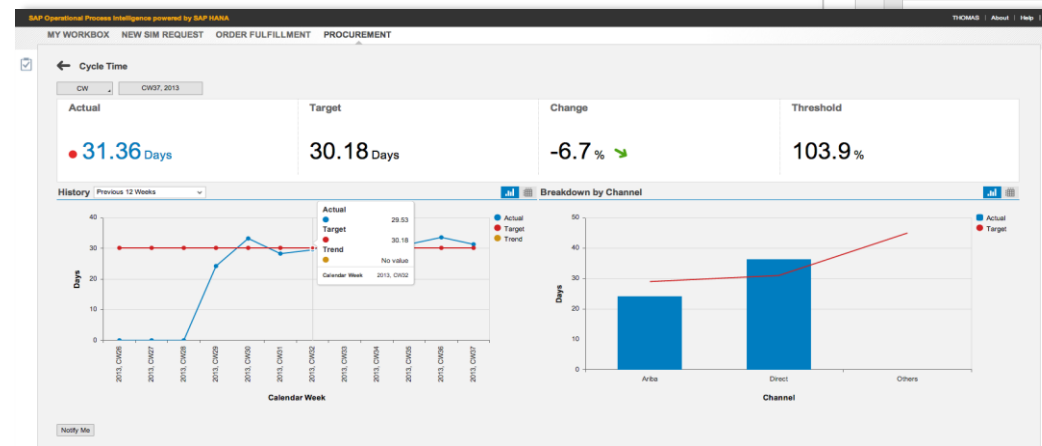 SAP Operational Process Intelligence powered by SAP HANA
THOMAS | About | Help |
MY WORKBOX NEW SIM REQUEST ORDER FULFILLMENT PROCUREMENT
Cycle Time
CW CW37, 2013
Actual Target Change Threshold
31.36 Days 30.18 Days -6.7 % 103.9 %
History Previous 12 Weeks
Breakdown by Channel
40
30
20
10
0
Days
2013, CW26
2013, CW27
2013, CW28
2013, CW29
2013, CW30
2013, CW31
2013, CW32
2013, CW33
2013, CW34
2013, CW35
2013, CW36
2013, CW37
Calendar Week
Actual
29.53
Target
30.18
Trend
No value
Calendar Week 2013, CW32
Actual
Target
Trend
50
40
30
20
10
0
Days
Ariba
Direct
Others
Channel
Actual
Target
Notify Me